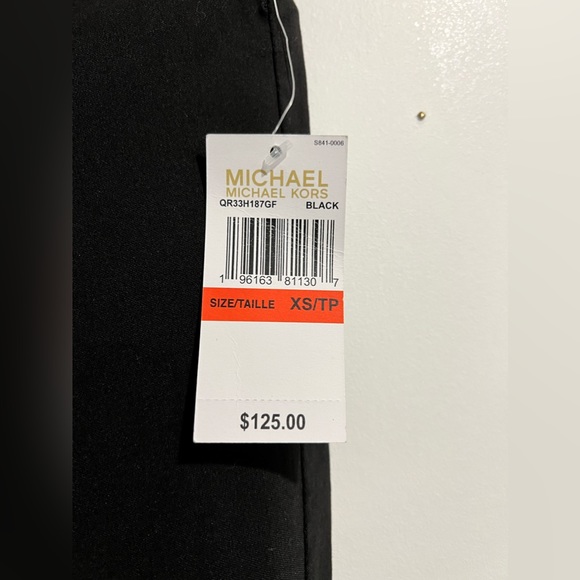 S841-0006
MICHAEL
MICHAEL KORS
QR33H187GF BLACK
1 96163 81130 7
SIZE/TAILLE XS/TP
$125.00